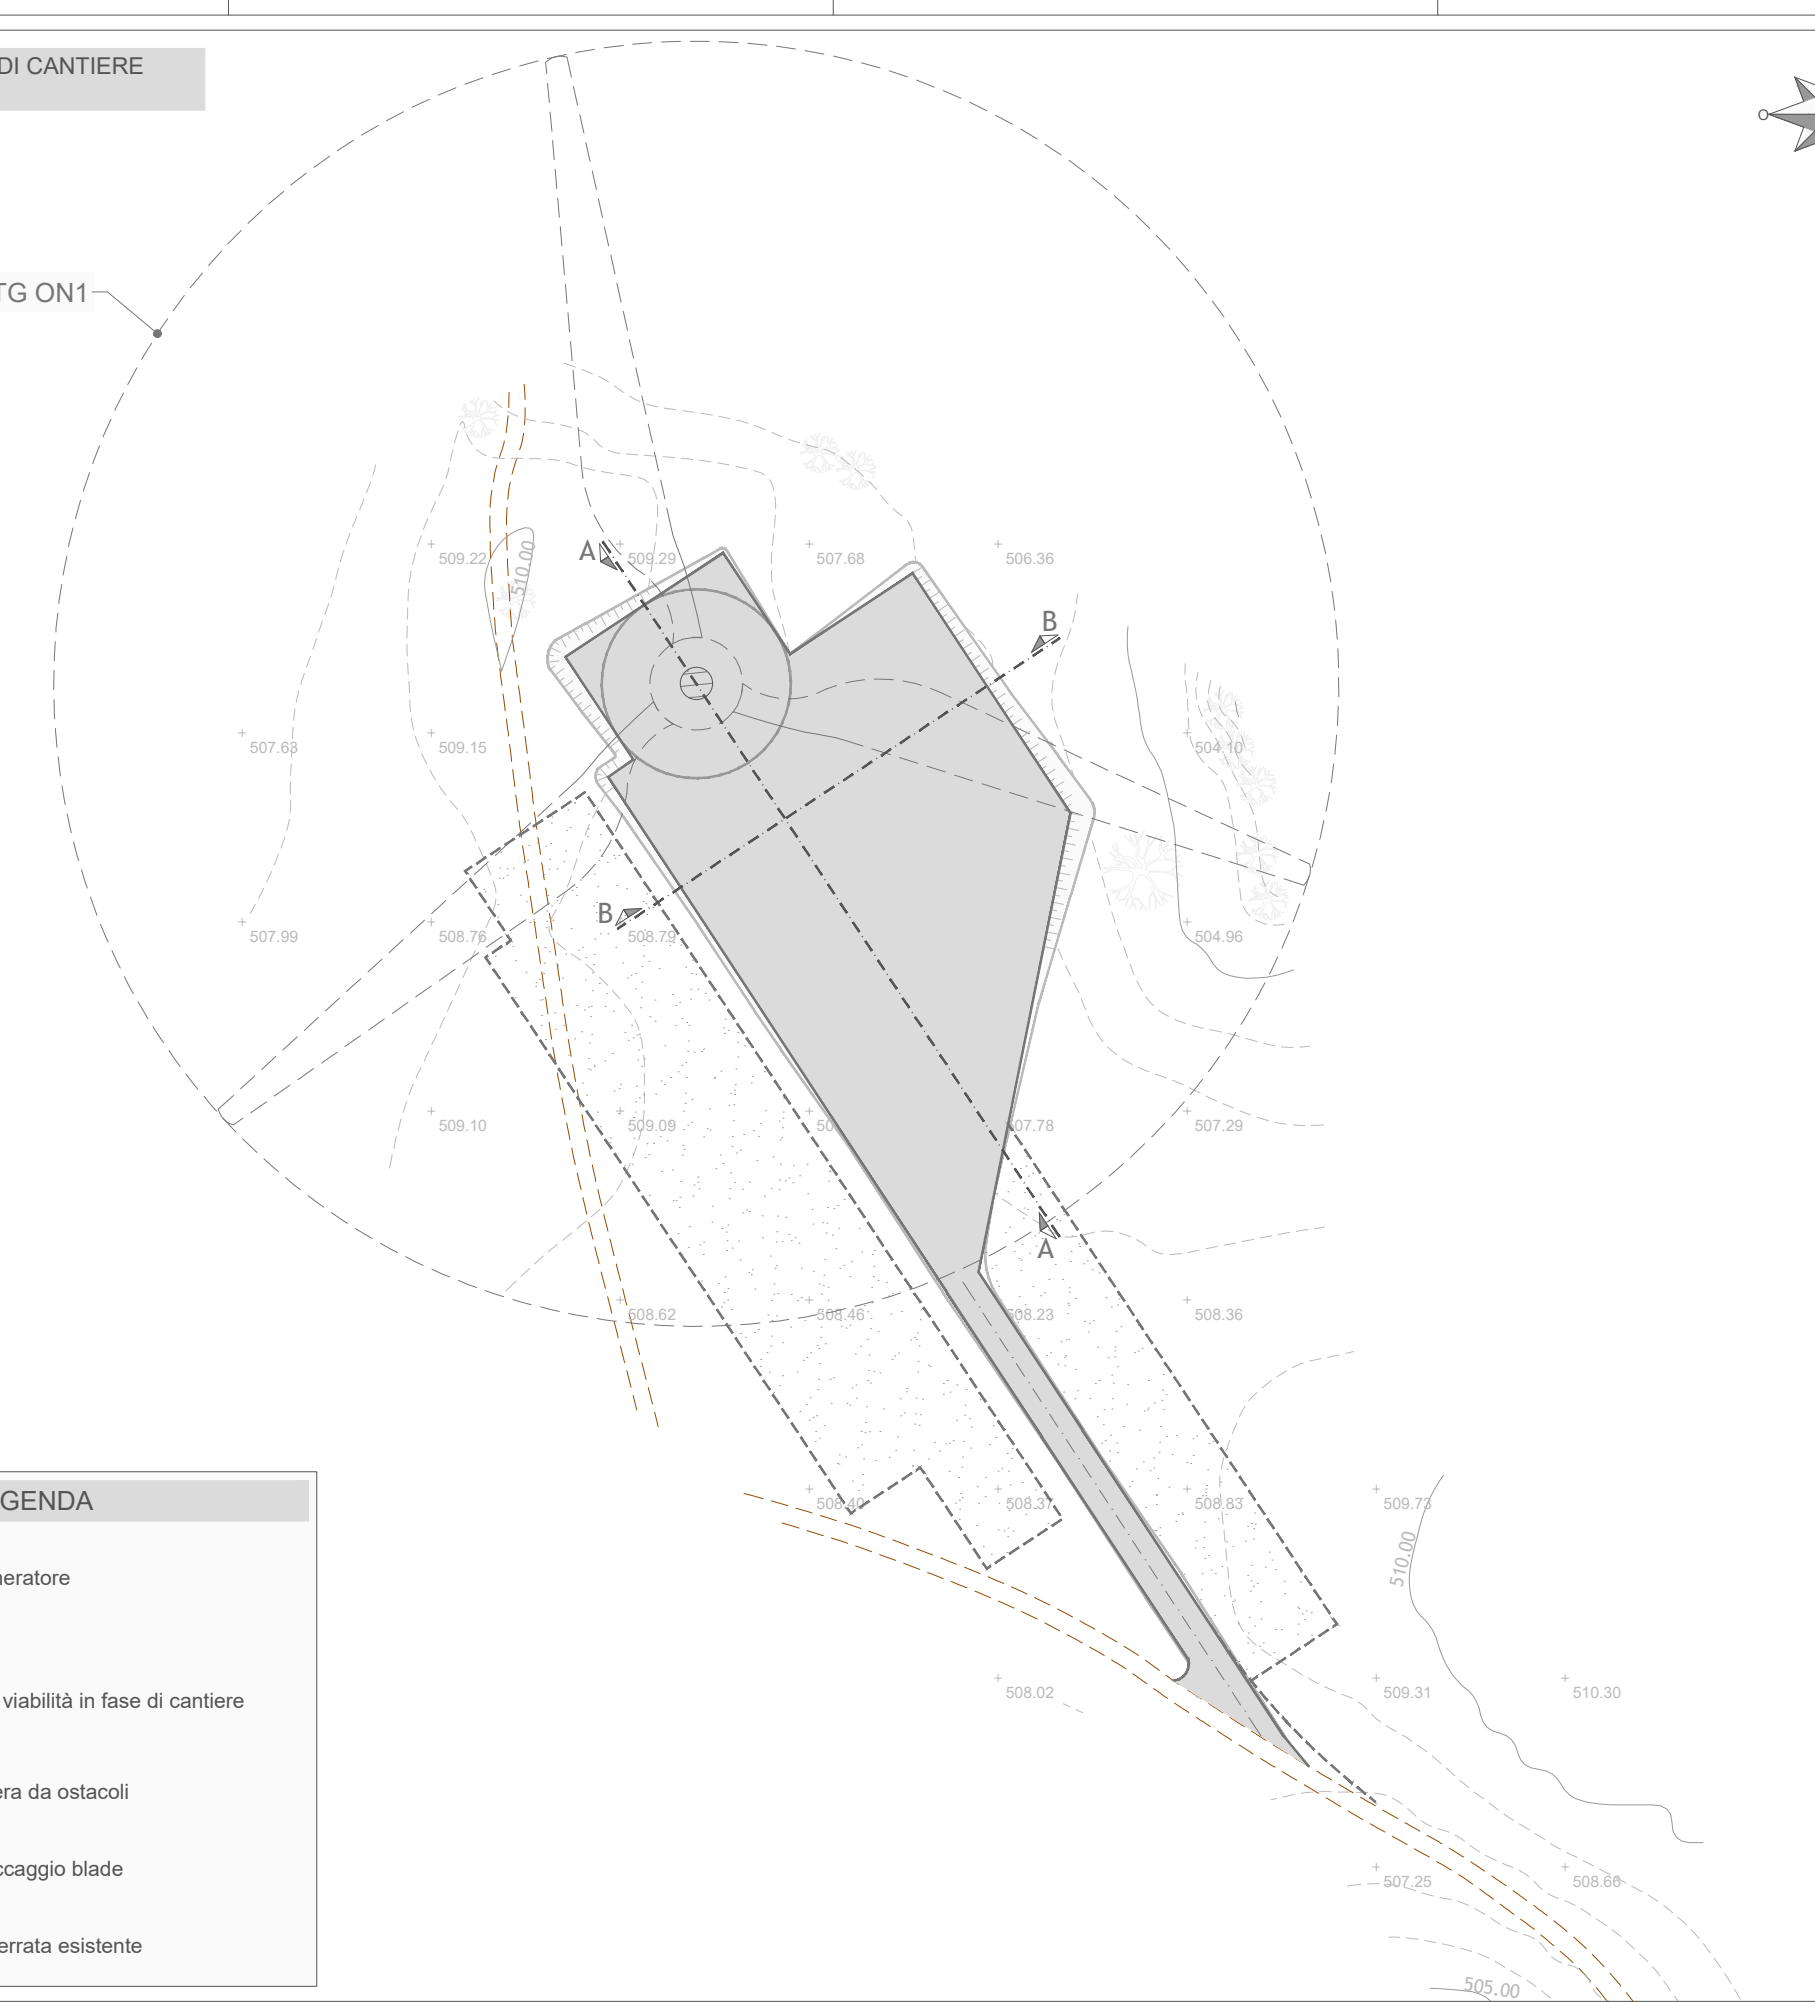 DI CANTIERE
O
TG ON1
A
509.22
510.00
509.29
507.68
506.36
B
507.63
509.15
504.10
B
507.99
508.76
508.79
504.96
509.10
509.09
50
07.78
507.29
A
508.62
508.46
508.23
508.36
GENDA
508.40
508.37
508.83
509.73
510.00
neratore
viabilità in fase di cantiere
508.02
509.31
510.30
era da ostacoli
ccaggio blade
507.25
508.66
errata esistente
505.00